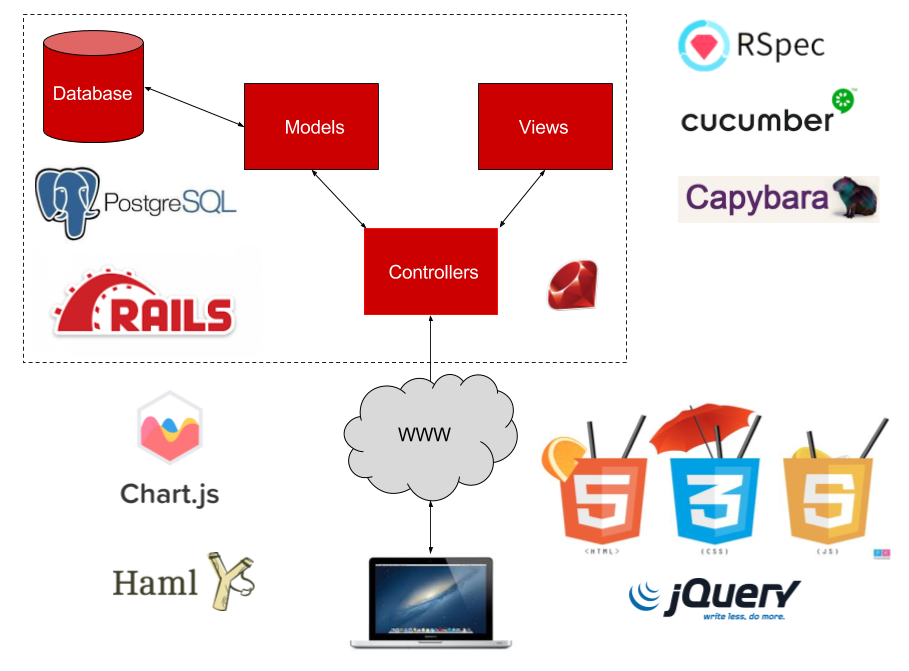 Database
Models
Views
Controllers
PostgreSQL
RAILS
RSpec
cucumber
Capybara
WWW
Chart.js
Haml
5
3
5
<HTML>
(CSS)
(JS)
jQuery
write less, do more.